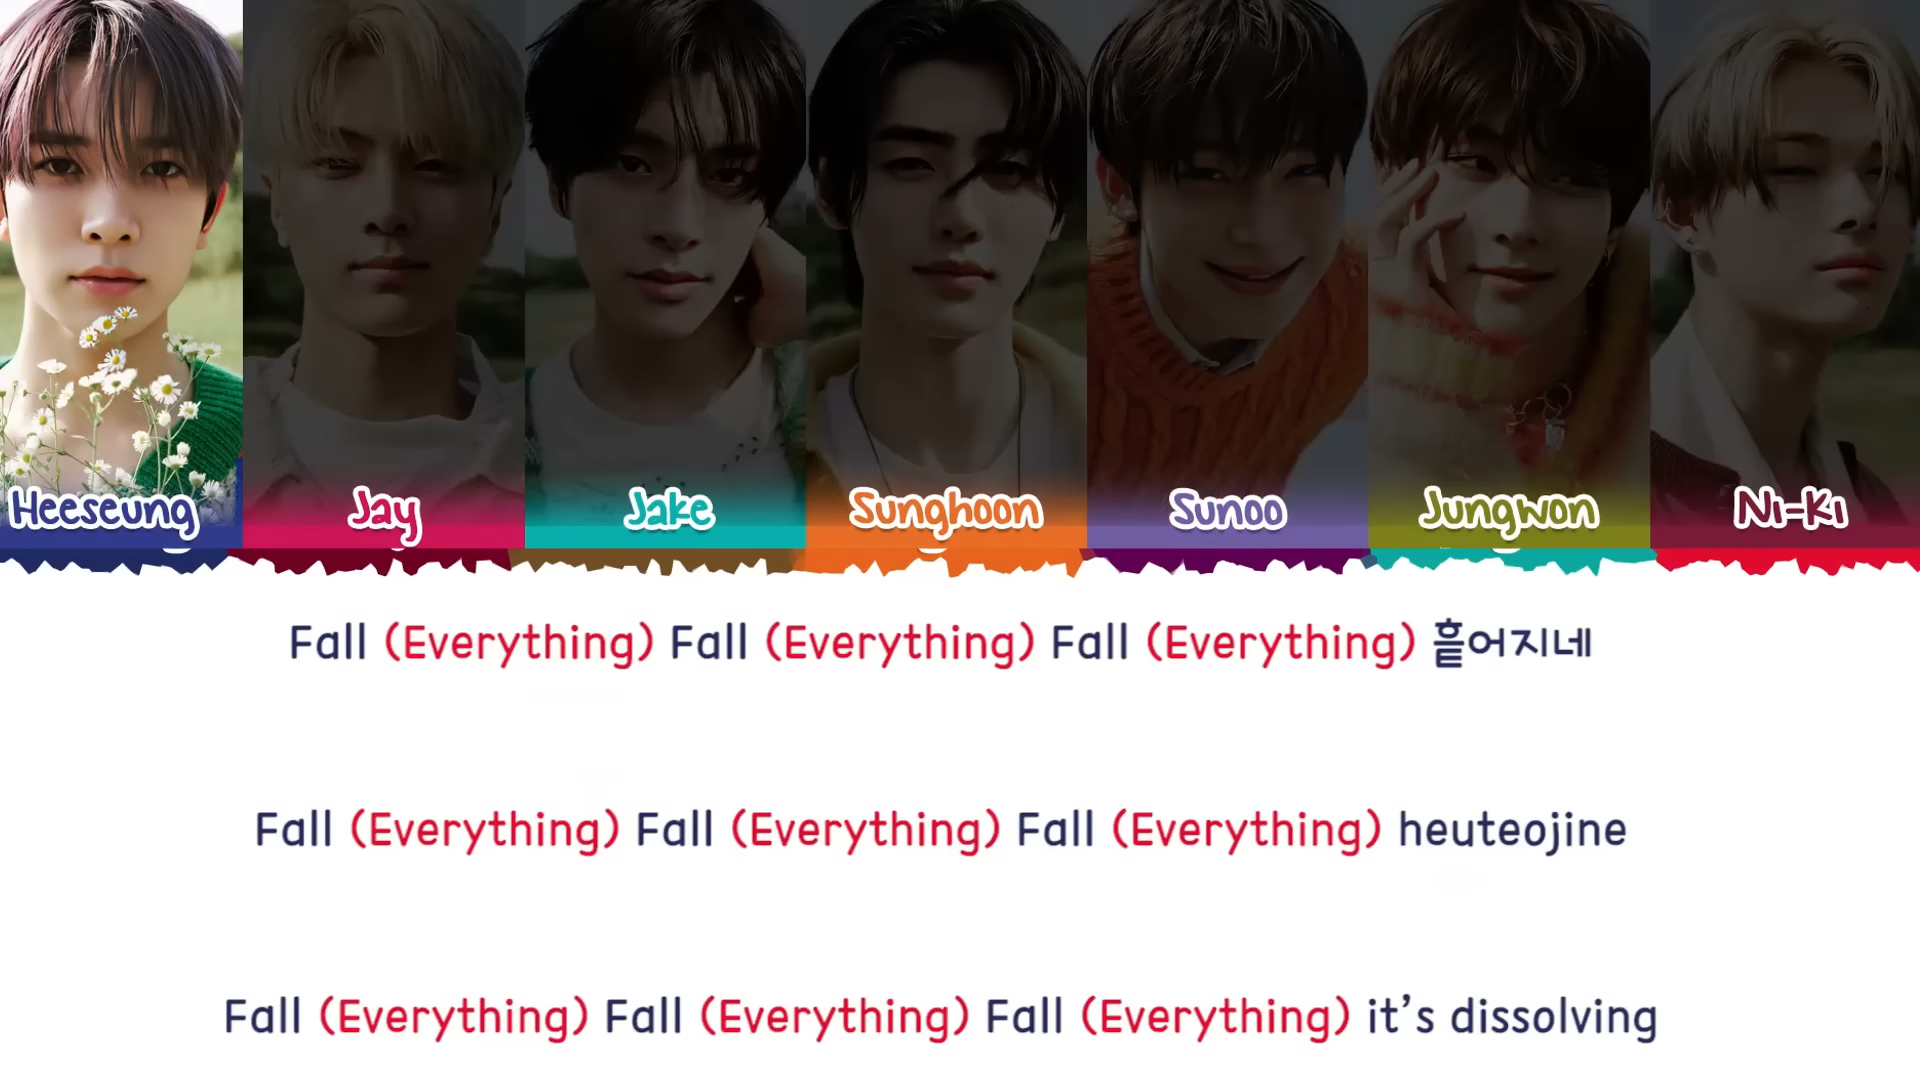 Heeseung Jay Jake Sunghoon Sunoo Jungwon Ni-Ki
Fall (Everything) Fall (Everything) Fall (Everything) 흩어지네
Fall (Everything) Fall (Everything) Fall (Everything) heuteojine
Fall (Everything) Fall (Everything) Fall (Everything) it’s dissolving